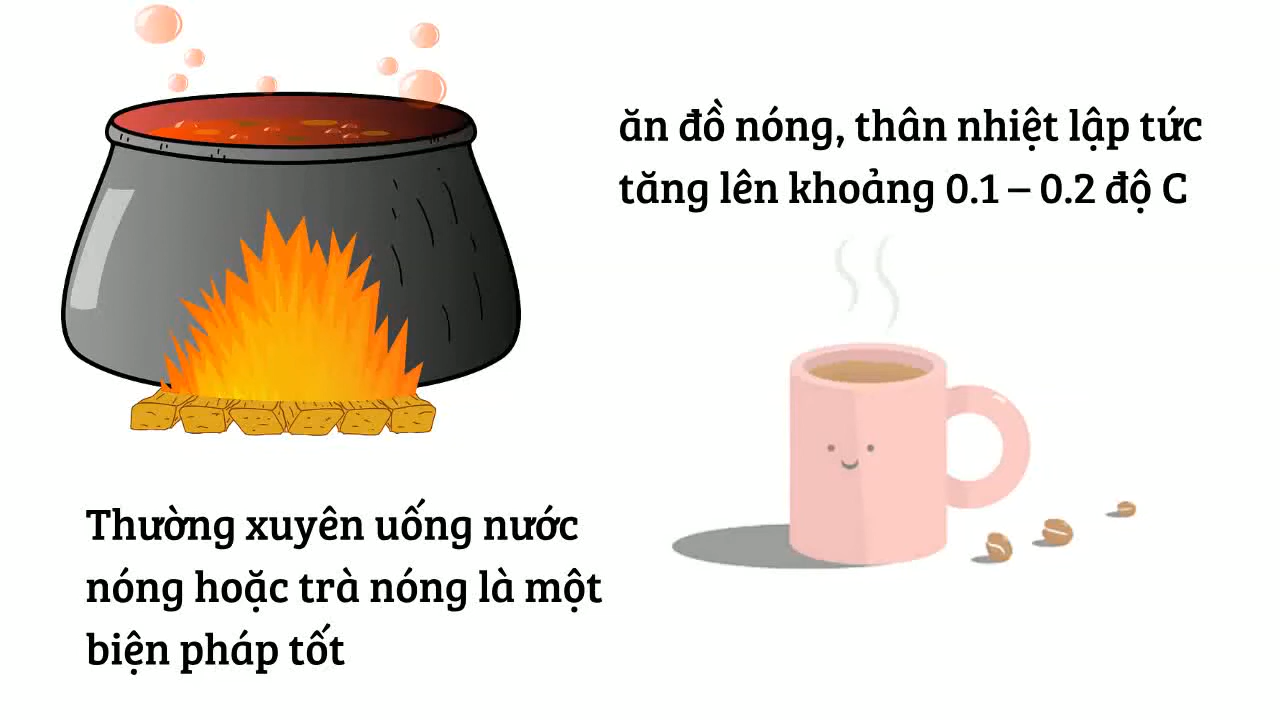 ăn đồ nóng, thân nhiệt lập tức
tăng lên khoảng 0.1 – 0.2 độ C
Thường xuyên uống nước
nóng hoặc trà nóng là một
biện pháp tốt